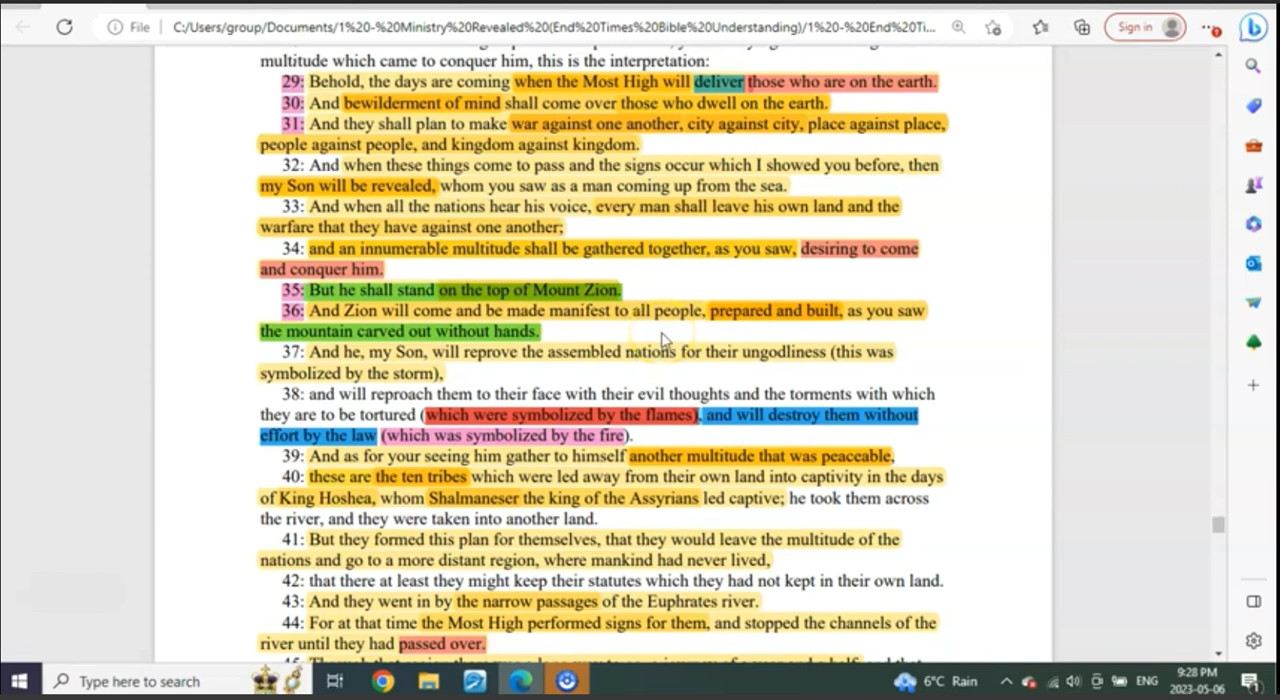 File
C:/Users/group/Documents/1%20-%20Ministry%20Revealed%20(End%20Times%20Bible%20Understanding)/1%20-%20End%20Ti...
Sign in
multitude which came to conquer him, this is the interpretation:
29: Behold, the days are coming when the Most High will deliver those who are on the earth.
30: And bewilderment of mind shall come over those who dwell on the earth.
31: And they shall plan to make war against one another, city against city, place against place,
people against people, and kingdom against kingdom.
32: And when these things come to pass and the signs occur which I showed you before, then
my Son will be revealed, whom you saw as a man coming up from the sea.
33: And when all the nations hear his voice, every man shall leave his own land and the
warfare that they have against one another;
34: and an innumerable multitude shall be gathered together, as you saw, desiring to come
and conquer him.
35: But he shall stand on the top of Mount Zion.
36: And Zion will come and be made manifest to all people, prepared and built, as you saw
the mountain carved out without hands.
37: And he, my Son, will reprove the assembled nations for their ungodliness (this was
symbolized by the storm),
38: and will reproach them to their face with their evil thoughts and the torments with which
they are to be tortured (which were symbolized by the flames), and will destroy them without
effort by the law (which was symbolized by the fire).
39: And as for your seeing him gather to himself another multitude that was peaceable,
40: these are the ten tribes which were led away from their own land into captivity in the days
of King Hoshea, whom Shalmaneser the king of the Assyrians led captive; he took them across
the river, and they were taken into another land.
41: But they formed this plan for themselves, that they would leave the multitude of the
nations and go to a more distant region, where mankind had never lived,
42: that there at least they might keep their statutes which they had not kept in their own land.
43: And they went in by the narrow passages of the Euphrates river.
44: For at that time the Most High performed signs for them, and stopped the channels of the
river until they had passed over.
Type here to search
6°C Rain
ENG
9:28 PM
2023-05-06